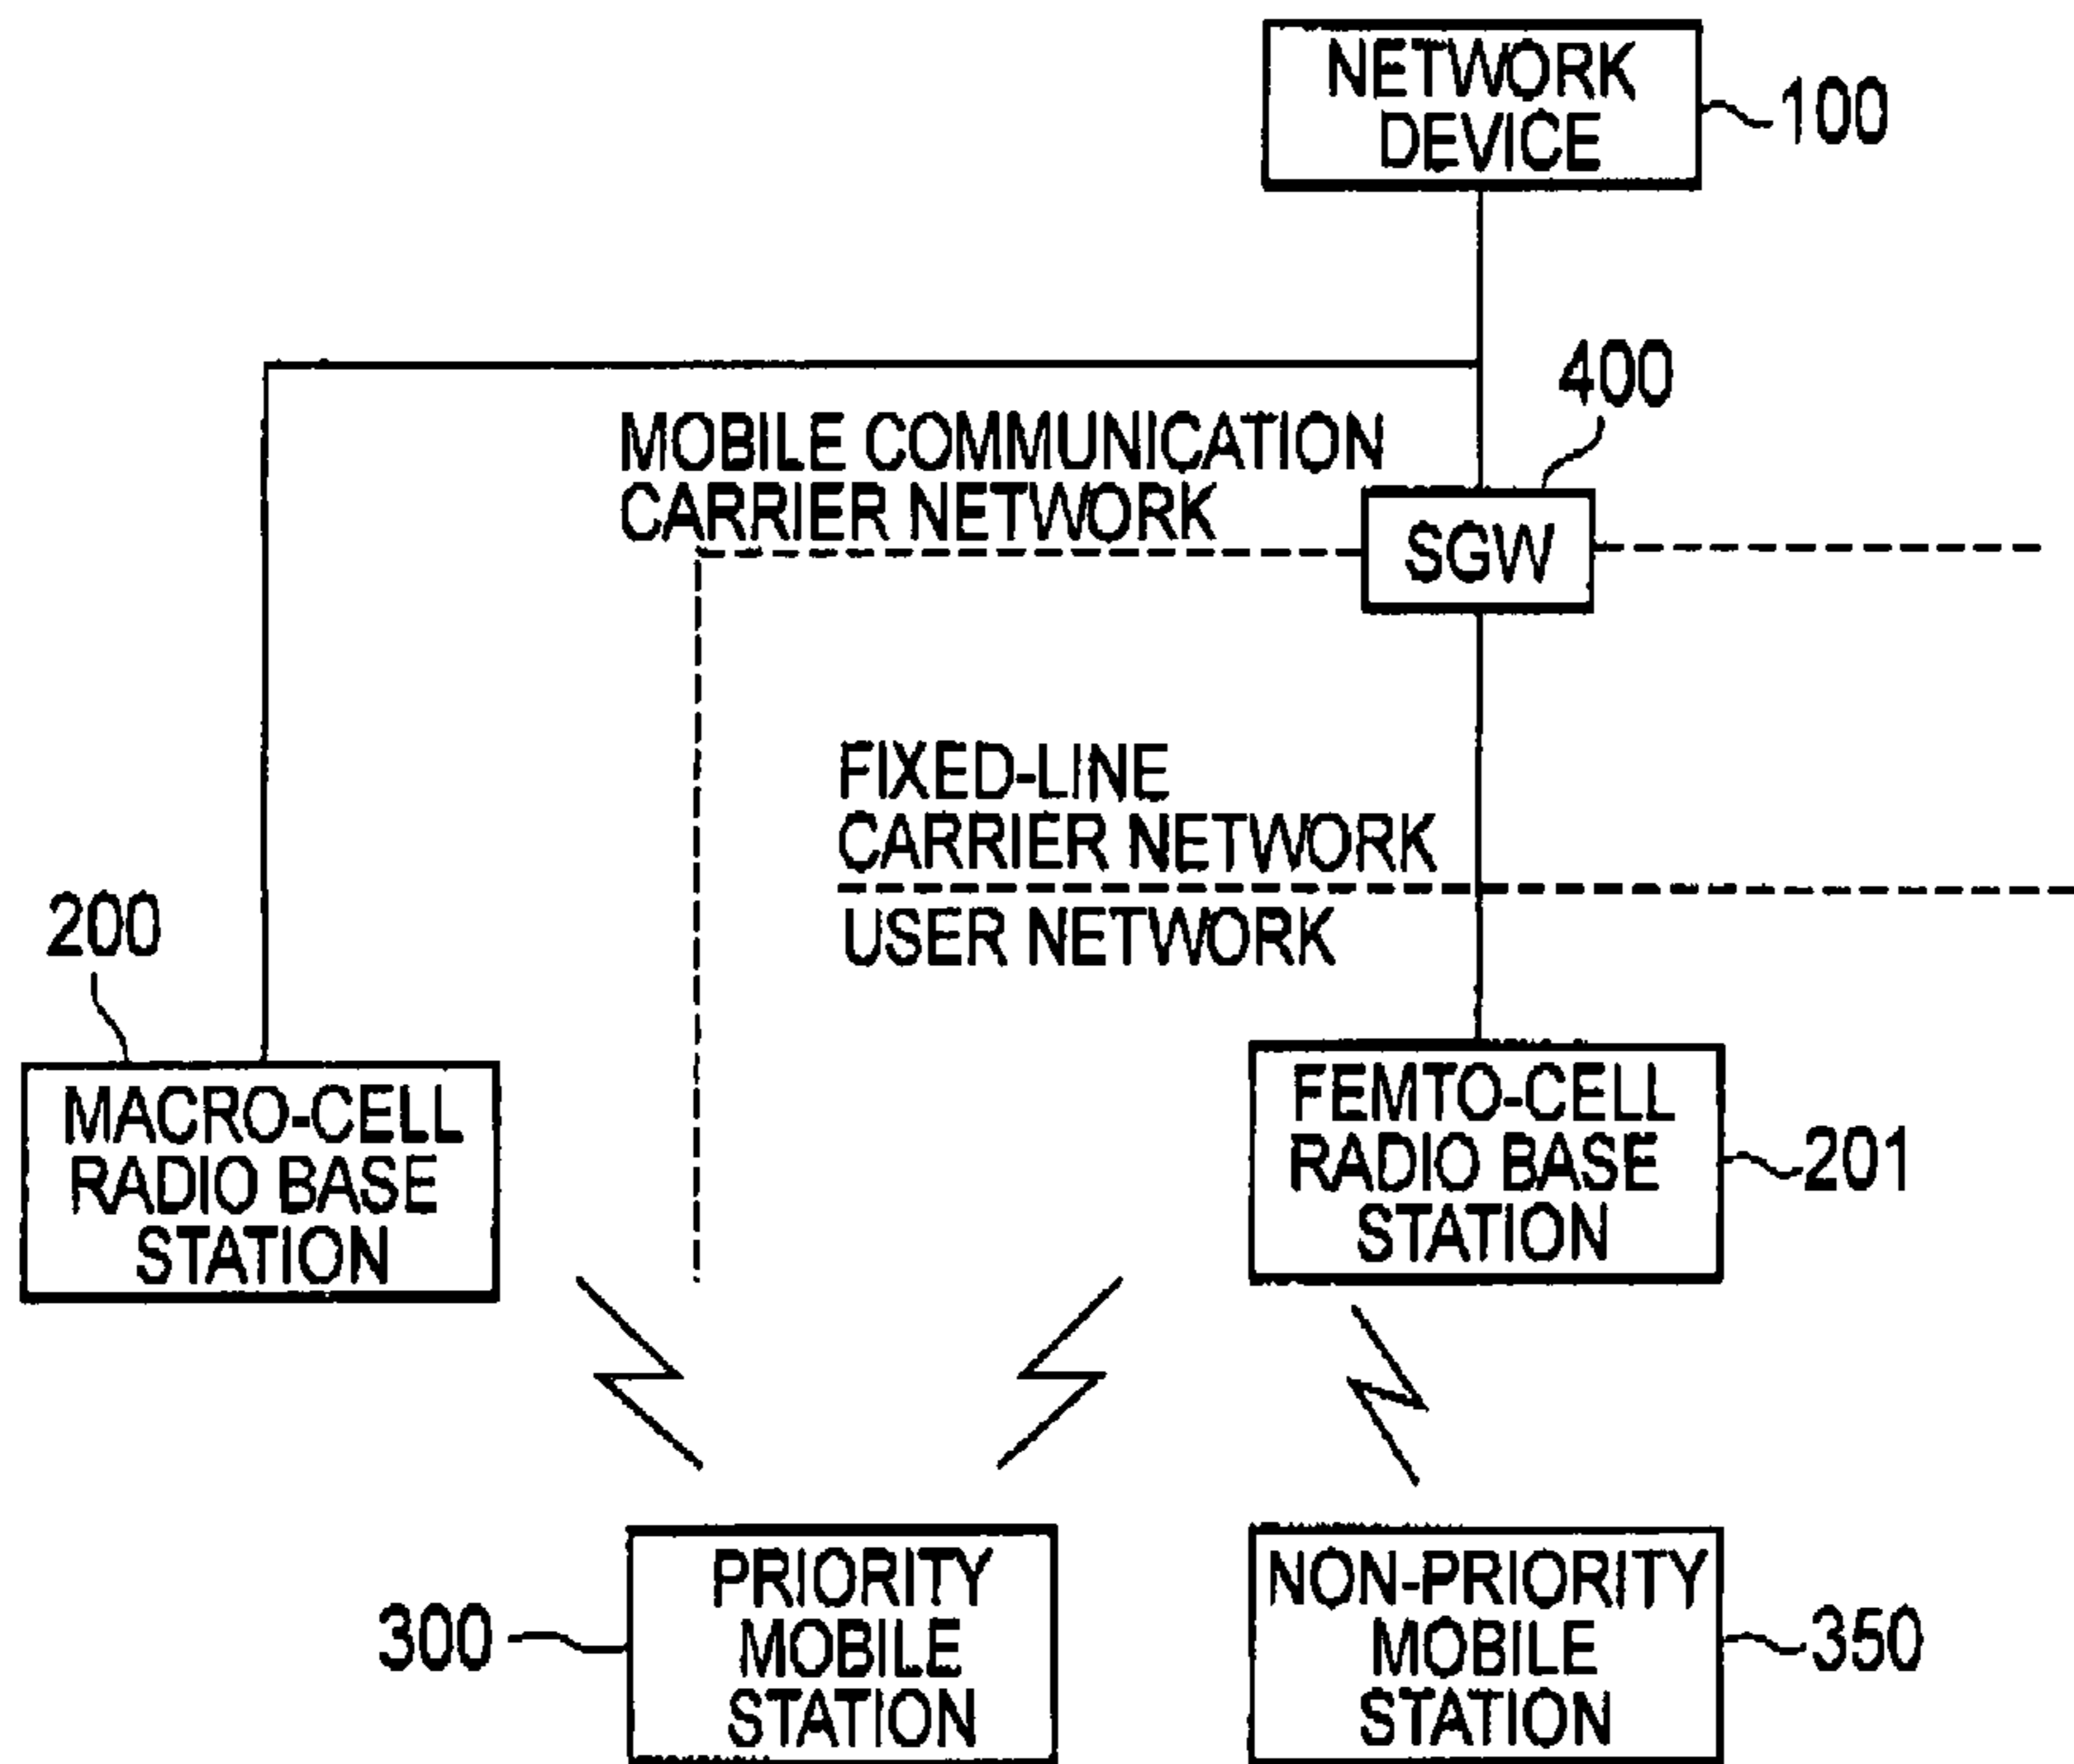 NETWORK
DEVICE
100
400
MOBILE COMMUNICATION
CARRIER NETWORK
SGW
FIXED-LINE
CARRIER NETWORK
USER NETWORK
200
MACRO-CELL
RADIO BASE
STATION
FEMTO-CELL
RADIO BASE
STATION
201
300
PRIORITY
MOBILE
STATION
NON-PRIORITY
MOBILE
STATION
350